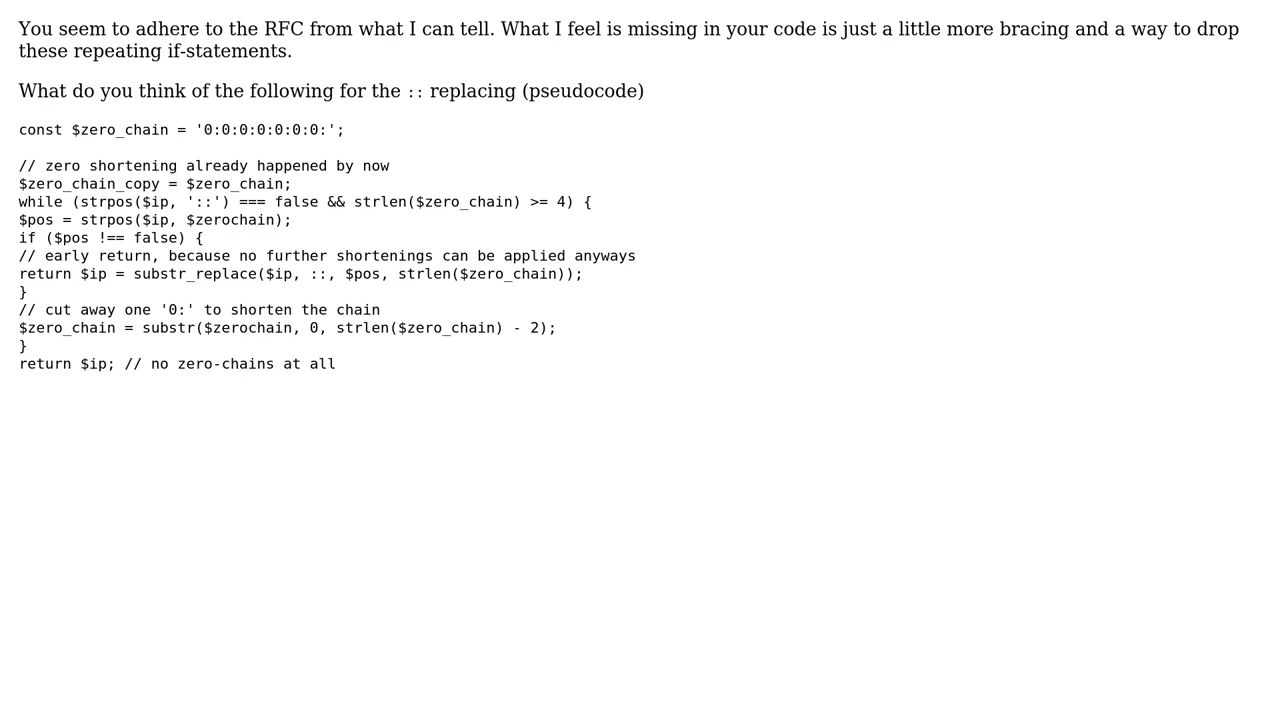 You seem to adhere to the RFC from what I can tell. What I feel is missing in your code is just a little more bracing and a way to drop
these repeating if-statements.
What do you think of the following for the :: replacing (pseudocode)
const $zero_chain = '0:0:0:0:0:0:0:';
// zero shortening already happened by now
$zero_chain_copy = $zero_chain;
while (strpos($ip, '::') === false && strlen($zero_chain) >= 4) {
$pos = strpos($ip, $zerochain);
if ($pos !== false) {
// early return, because no further shortenings can be applied anyways
return $ip = substr_replace($ip, ::, $pos, strlen($zero_chain));
}
// cut away one '0:' to shorten the chain
$zero_chain = substr($zerochain, 0, strlen($zero_chain) - 2);
}
return $ip; // no zero-chains at all